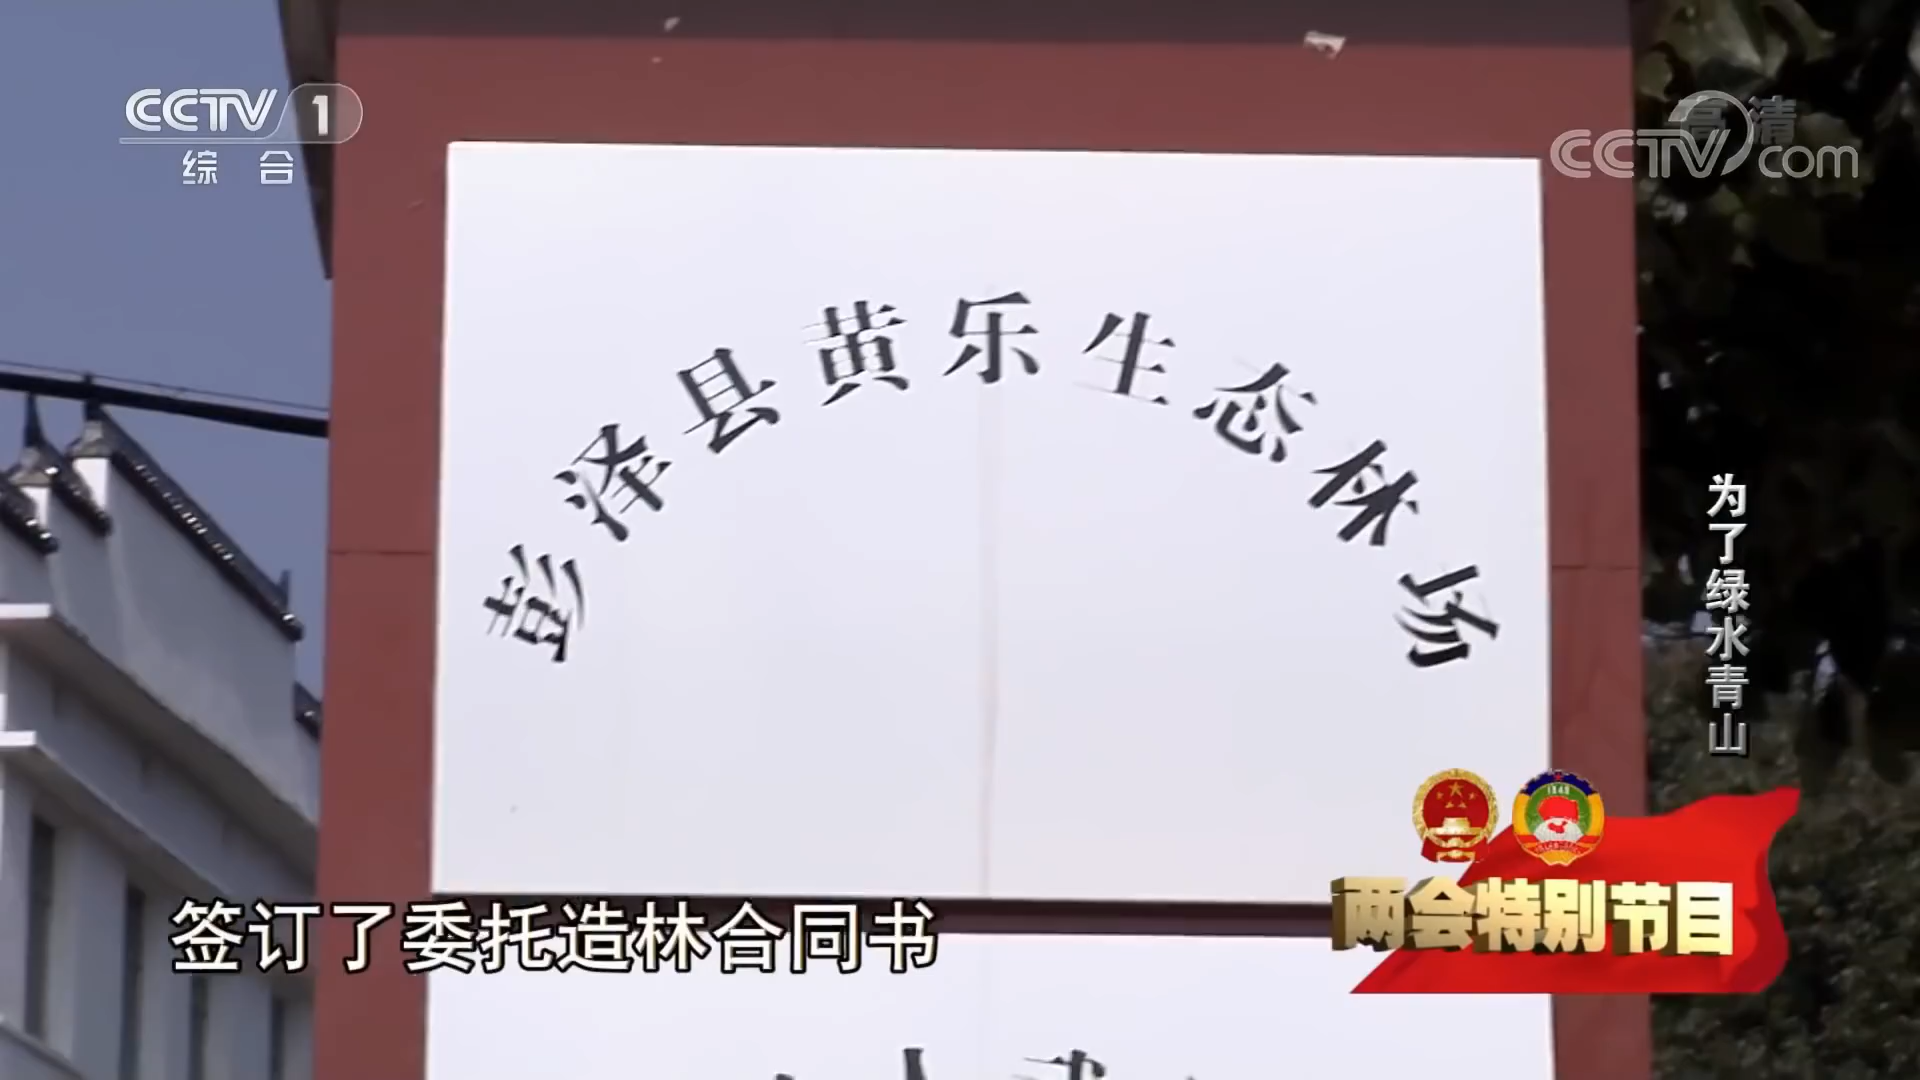 CCTV 1
综合
高清
CCTV com
彭泽县黄乐生态林场
为了绿水青山
1949
两会特别节目
签订了委托造林合同书